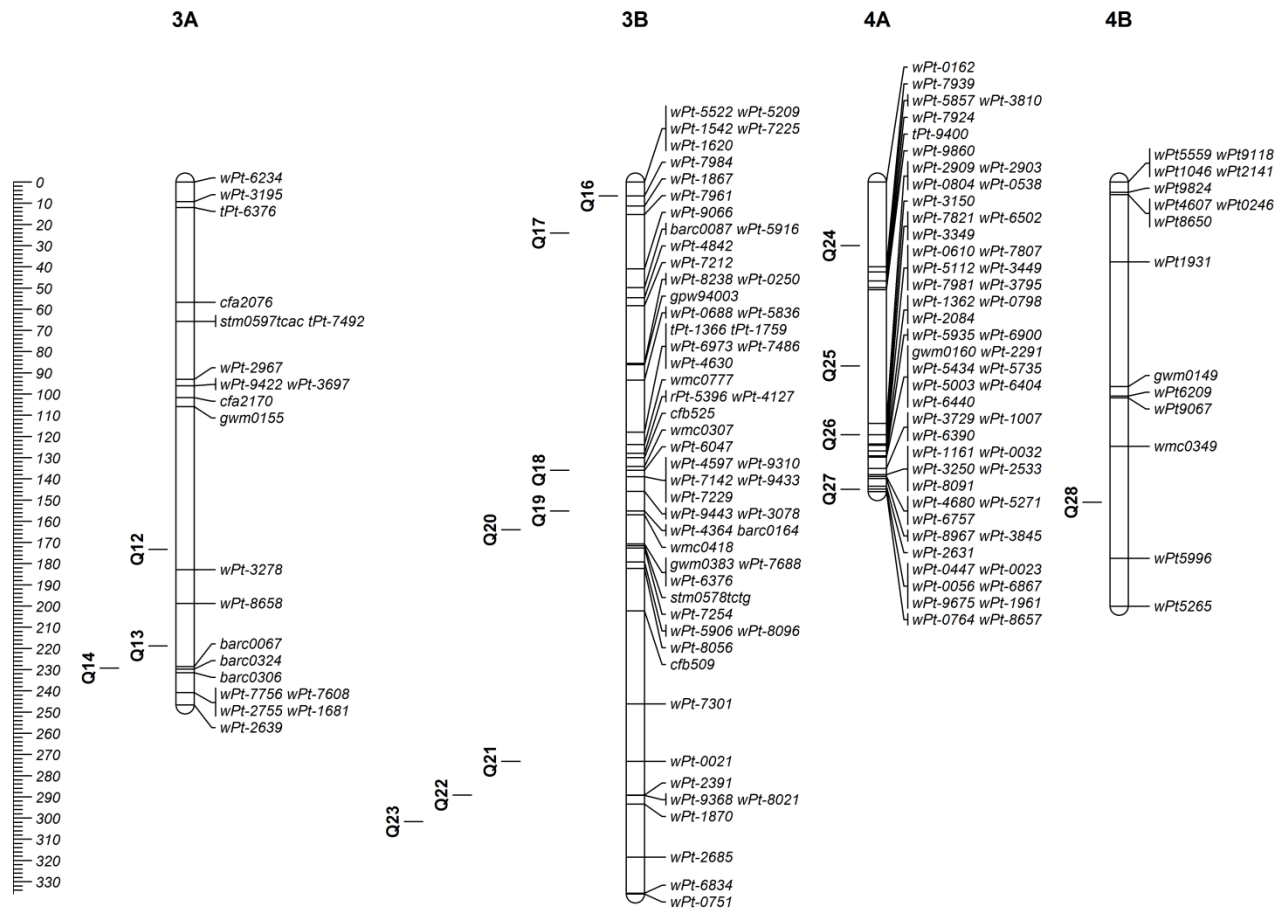 3A 3B 4A 4B
0
10
20
30
40
50
60
70
80
90
100
110
120
130
140
150
160
170
180
190
200
210
220
230
240
250
260
270
280
290
300
310
320
330
Q12
Q13
Q14
wPt-6234
wPt-3195
tPt-6376
cfa2076
stm0597tcac tPt-7492
wPt-2967
wPt-9422 wPt-3697
cfa2170
gwm0155
wPt-3278
wPt-8658
barc0067
barc0324
barc0306
wPt-7756 wPt-7608
wPt-2755 wPt-1681
wPt-2639
Q16
Q17
Q18
Q19
Q20
Q21
Q22
Q23
wPt-5522 wPt-5209
wPt-1542 wPt-7225
wPt-1620
wPt-7984
wPt-1867
wPt-7961
wPt-9066
barc0087 wPt-5916
wPt-4842
wPt-7212
wPt-8238 wPt-0250
gpw94003
wPt-0688 wPt-5836
tPt-1366 tPt-1759
wPt-6973 wPt-7486
wPt-4630
wmc0777
rPt-5396 wPt-4127
cfb525
wmc0307
wPt-6047
wPt-4597 wPt-9310
wPt-7142 wPt-9433
wPt-7229
wPt-9443 wPt-3078
wPt-4364 barc0164
wmc0418
gwm0383 wPt-7688
wPt-6376
stm0578tctg
wPt-7254
wPt-5906 wPt-8096
wPt-8056
cfb509
wPt-7301
wPt-0021
wPt-2391
wPt-9368 wPt-8021
wPt-1870
wPt-2685
wPt-6834
wPt-0751
Q24
Q25
Q26
Q27
wPt-0162
wPt-7939
wPt-5857 wPt-3810
wPt-7924
tPt-9400
wPt-9860
wPt-2909 wPt-2903
wPt-0804 wPt-0538
wPt-3150
wPt-7821 wPt-6502
wPt-3349
wPt-0610 wPt-7807
wPt-5112 wPt-3449
wPt-7981 wPt-3795
wPt-1362 wPt-0798
wPt-2084
wPt-5935 wPt-6900
gwm0160 wPt-2291
wPt-5434 wPt-5735
wPt-5003 wPt-6404
wPt-6440
wPt-3729 wPt-1007
wPt-6390
wPt-1161 wPt-0032
wPt-3250 wPt-2533
wPt-8091
wPt-4680 wPt-5271
wPt-6757
wPt-8967 wPt-3845
wPt-2631
wPt-0447 wPt-0023
wPt-0056 wPt-6867
wPt-9675 wPt-1961
wPt-0764 wPt-8657
Q28
wPt5559 wPt9118
wPt1046 wPt2141
wPt9824
wPt4607 wPt0246
wPt8650
wPt1931
gwm0149
wPt6209
wPt9067
wmc0349
wPt5996
wPt5265